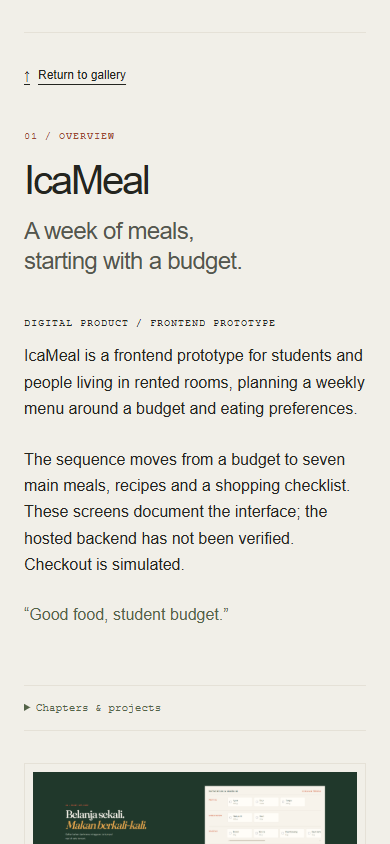 ↑ Return to gallery
01 / OVERVIEW
IcaMeal
A week of meals,
starting with a budget.
DIGITAL PRODUCT / FRONTEND PROTOTYPE
IcaMeal is a frontend prototype for students and
people living in rented rooms, planning a weekly
menu around a budget and eating preferences.
The sequence moves from a budget to seven
main meals, recipes and a shopping checklist.
These screens document the interface; the
hosted backend has not been verified.
Checkout is simulated.
“Good food, student budget.”
▶ Chapters & projects
Belanja sekali.
Makan berkali-kali.